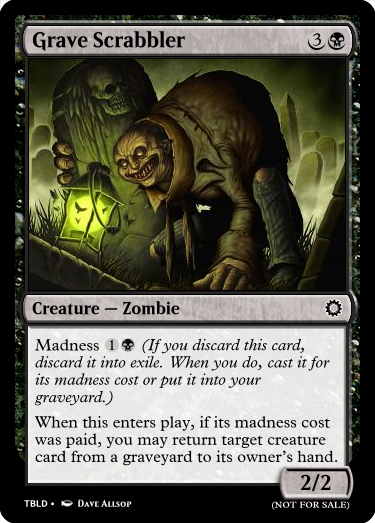 Grave Scrabbler 3
Creature — Zombie
Madness 1 (If you discard this card,
discard it into exile. When you do, cast it for
its madness cost or put it into your
graveyard.)
When this enters play, if its madness cost
was paid, you may return target creature
card from a graveyard to its owner's hand.
2/2
TBLD • Dave Allsop
(NOT FOR SALE)